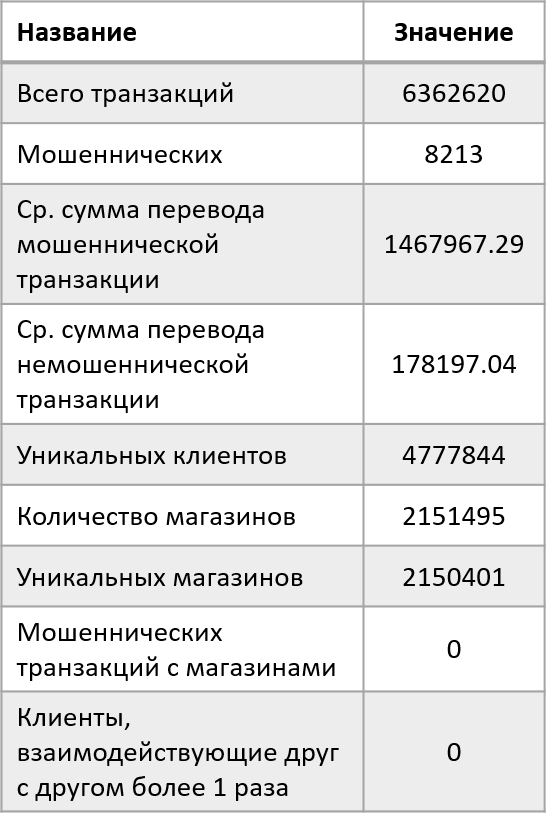 Название Значение
Всего транзакций 6362620
Мошеннических 8213
Ср. сумма перевода
мошеннической 1467967.29
транзакции
Ср. сумма перевода
немошеннической 178197.04
транзакции
Уникальных клиентов 4777844
Количество магазинов 2151495
Уникальных магазинов 2150401
Мошеннических
транзакций с магазинами 0
Клиенты,
взаимодействующие друг 0
с другом более 1 раза